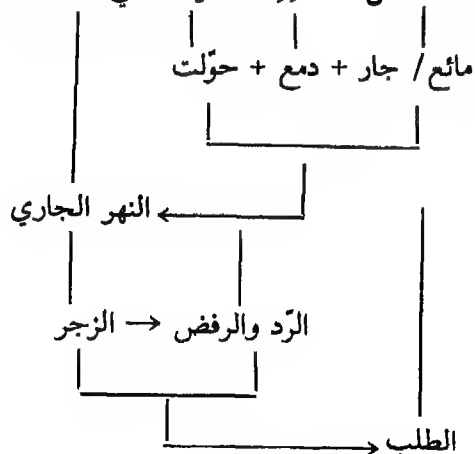 مائع / جار + دمع + حوّلت
النهر الجاري
الرّد والرفض → الزجر
الطلب